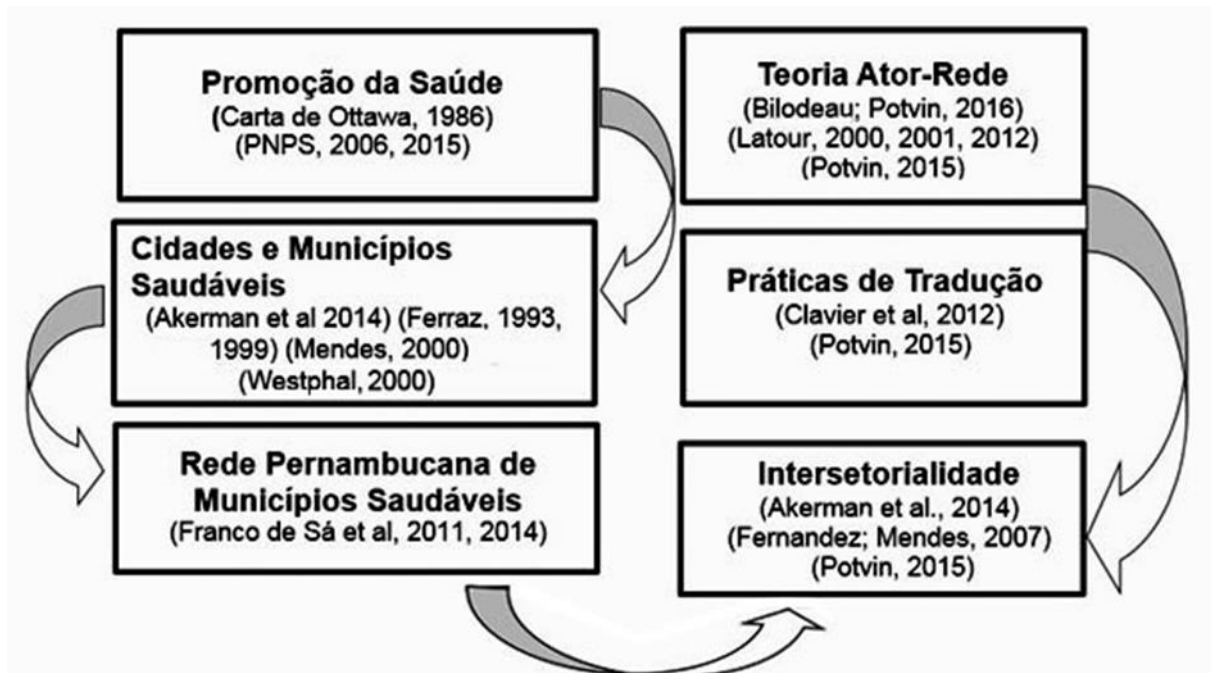 Promoção da Saúde
(Carta de Ottawa, 1986)
(PNPS, 2006, 2015)
Cidades e Municípios
Saudáveis
(Akerman et al 2014) (Ferraz, 1993,
1999) (Mendes, 2000)
(Westphal, 2000)
Rede Pernambucana de
Municípios Saudáveis
(Franco de Sá et al, 2011, 2014)
Teoria Ator-Rede
(Bilodeau; Potvin, 2016)
(Latour, 2000, 2001, 2012)
(Potvin, 2015)
Práticas de Tradução
(Clavier et al, 2012)
(Potvin, 2015)
Intersetorialidade
(Akerman et al., 2014)
(Fernandez; Mendes, 2007)
(Potvin, 2015)